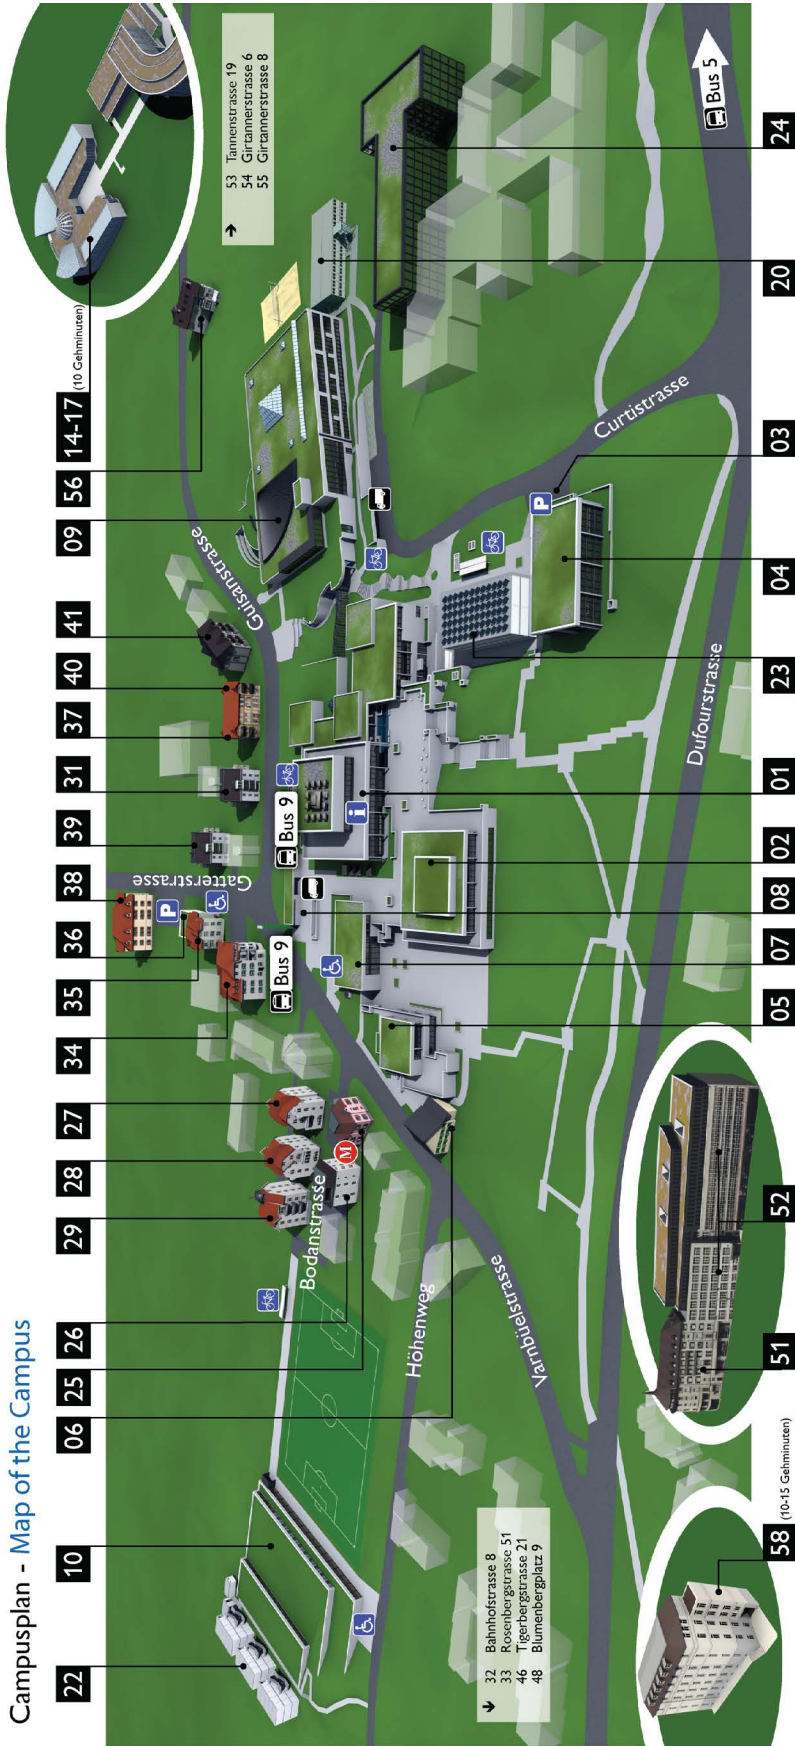 Campusplan - Map of the Campus
22
10
06
25
26
29
28
27
34
35
36
38
39
31
37
40
41
09
56
14-17 (10 Gehminuten)
→
53 Tannenstrasse 19
54 Girtannerstrasse 6
55 Girtannerstrasse 8
Gatterstrasse
P
Guisanstrasse
Bus 9
Bus 9
Bodanstrasse
M
i
Höhenweg
Varnbüelstrasse
P
Curtistrasse
Dufourstrasse
Bus 5
←
32 Bahnhofstrasse 8
33 Rosenbergstrasse 51
46 Tigerbergstrasse 21
48 Blumenbergplatz 9
58 (10-15 Gehminuten)
51
52
05
07
08
02
01
23
04
03
20
24